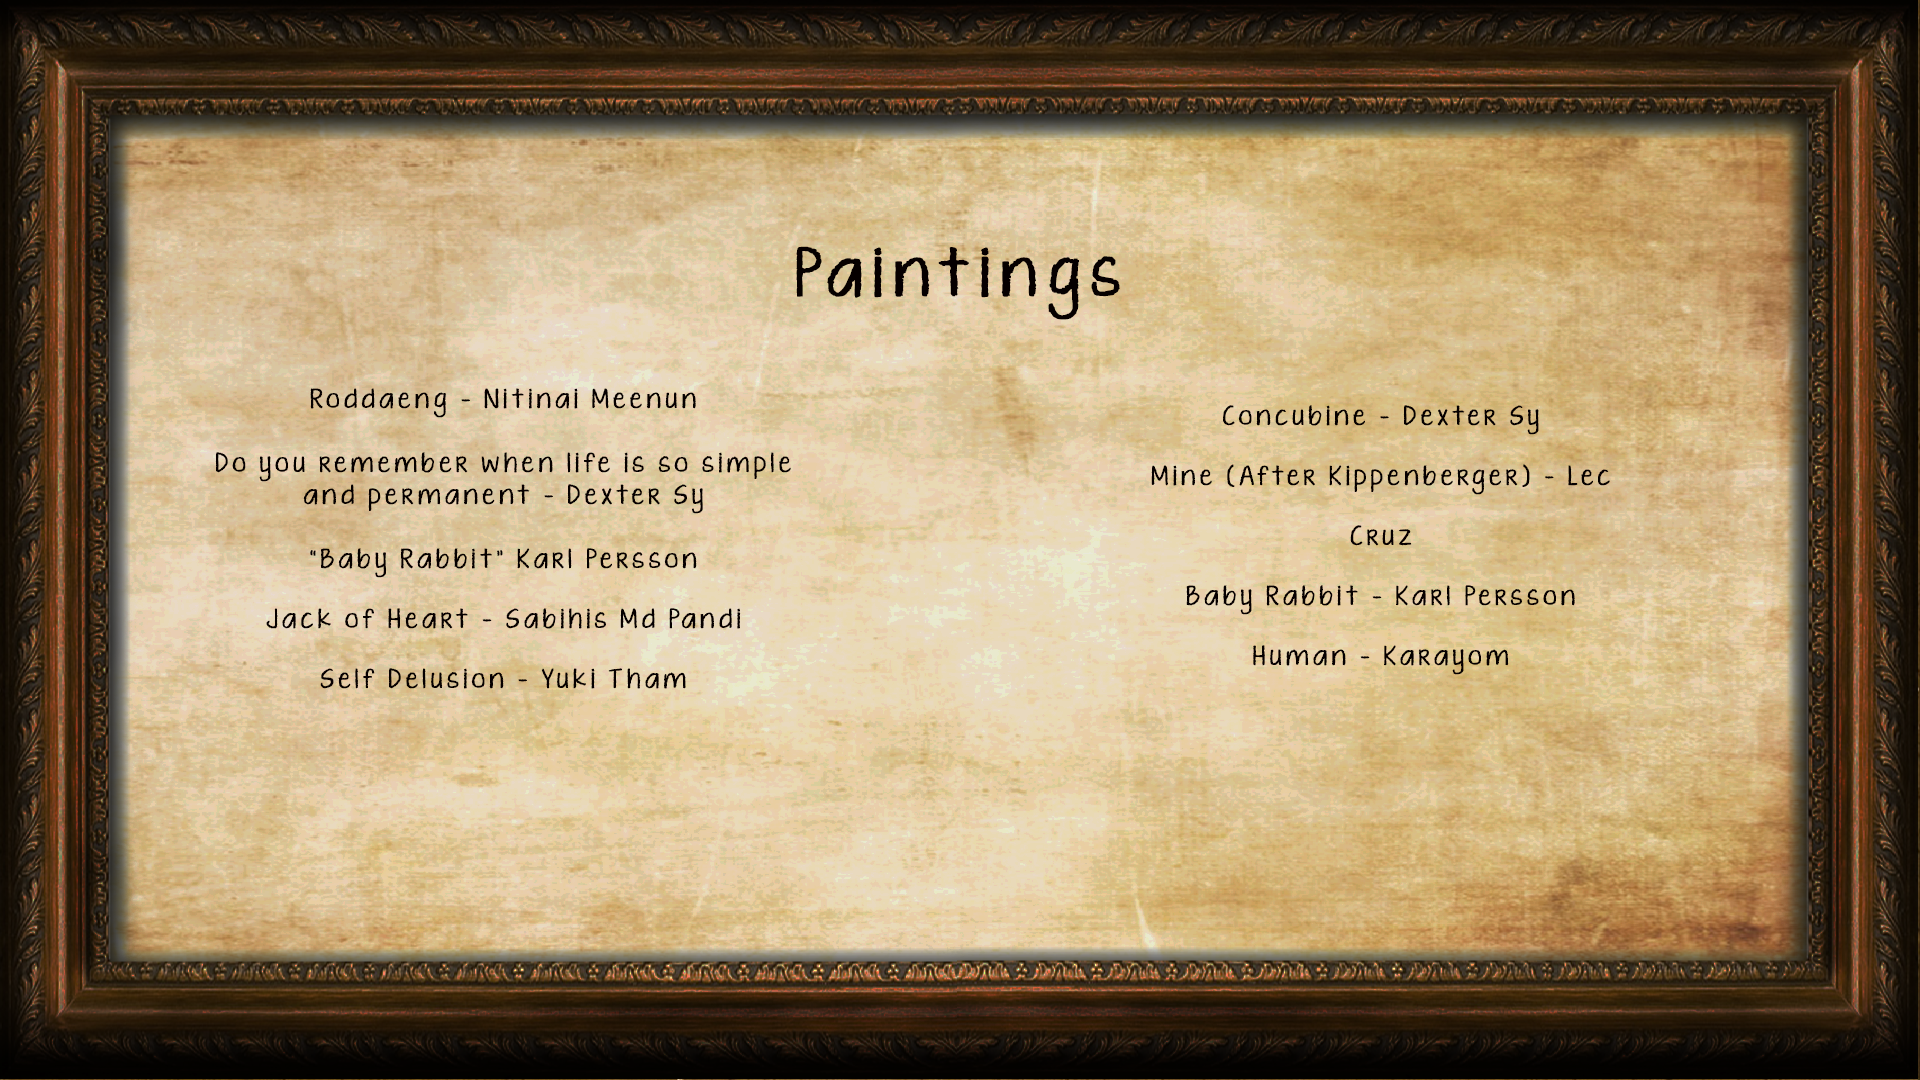 Paintings
Roddaeng - Nitinai Meenun
Do you remember when life is so simple
and permanent - Dexter Sy
"Baby Rabbit" Karl Persson
Jack of Heart - Sabihis Md Pandi
Self Delusion - Yuki Tham
Concubine - Dexter Sy
Mine (After Kippenberger) - Lec
Cruz
Baby Rabbit - Karl Persson
Human - Karayom